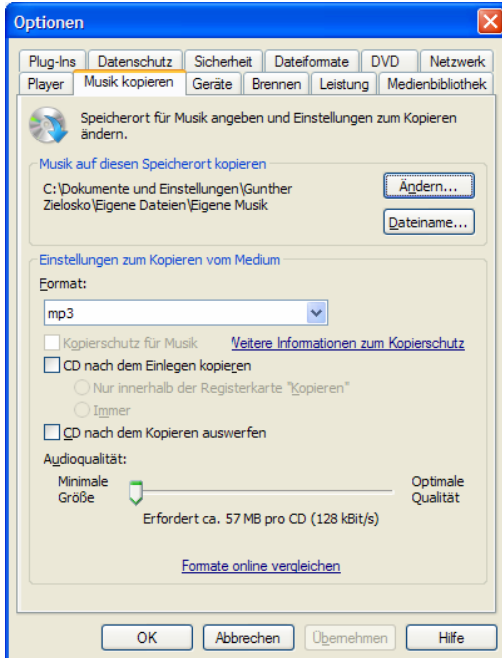 Optionen
Plug-Ins Datenschutz Sicherheit Dateiformate DVD Netzwerk
Player Musik kopieren Geräte Brennen Leistung Medienbibliothek
Speicherort für Musik angeben und Einstellungen zum Kopieren
ändern.
Musik auf diesen Speicherort kopieren
C:\Dokumente und Einstellungen\Gunther
Zielosko\Eigene Dateien\Eigene Musik
Ändern...
Dateiname...
Einstellungen zum Kopieren vom Medium
Format:
mp3
Kopierschutz für Musik Weitere Informationen zum Kopierschutz
CD nach dem Einlegen kopieren
Nur innerhalb der Registerkarte "Kopieren"
Immer
CD nach dem Kopieren auswerfen
Audioqualität:
Minimale
Größe
Optimale
Qualität
Erfordert ca. 57 MB pro CD (128 kBit/s)
Formate online vergleichen
OK Abbrechen Übernehmen Hilfe